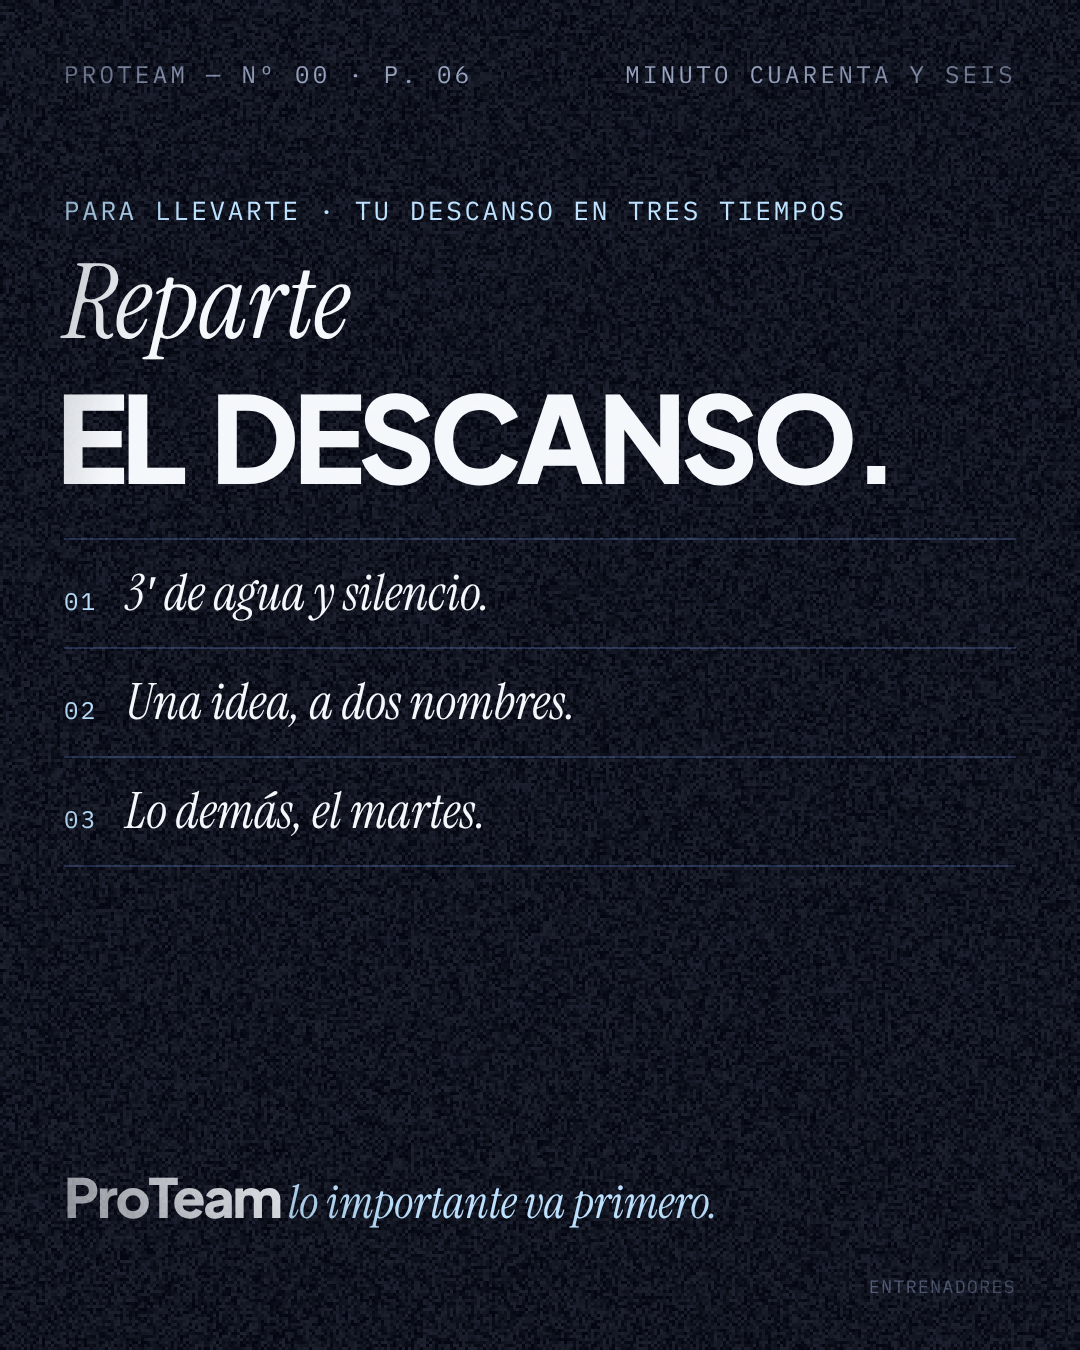 PROTEAM — Nº 00 · P. 06
MINUTO CUARENTA Y SEIS
PARA LLEVARTE · TU DESCANSO EN TRES TIEMPOS
Reparte
EL DESCANSO.
01 3' de agua y silencio.
02 Una idea, a dos nombres.
03 Lo demás, el martes.
ProTeam lo importante va primero.
ENTRENADORES